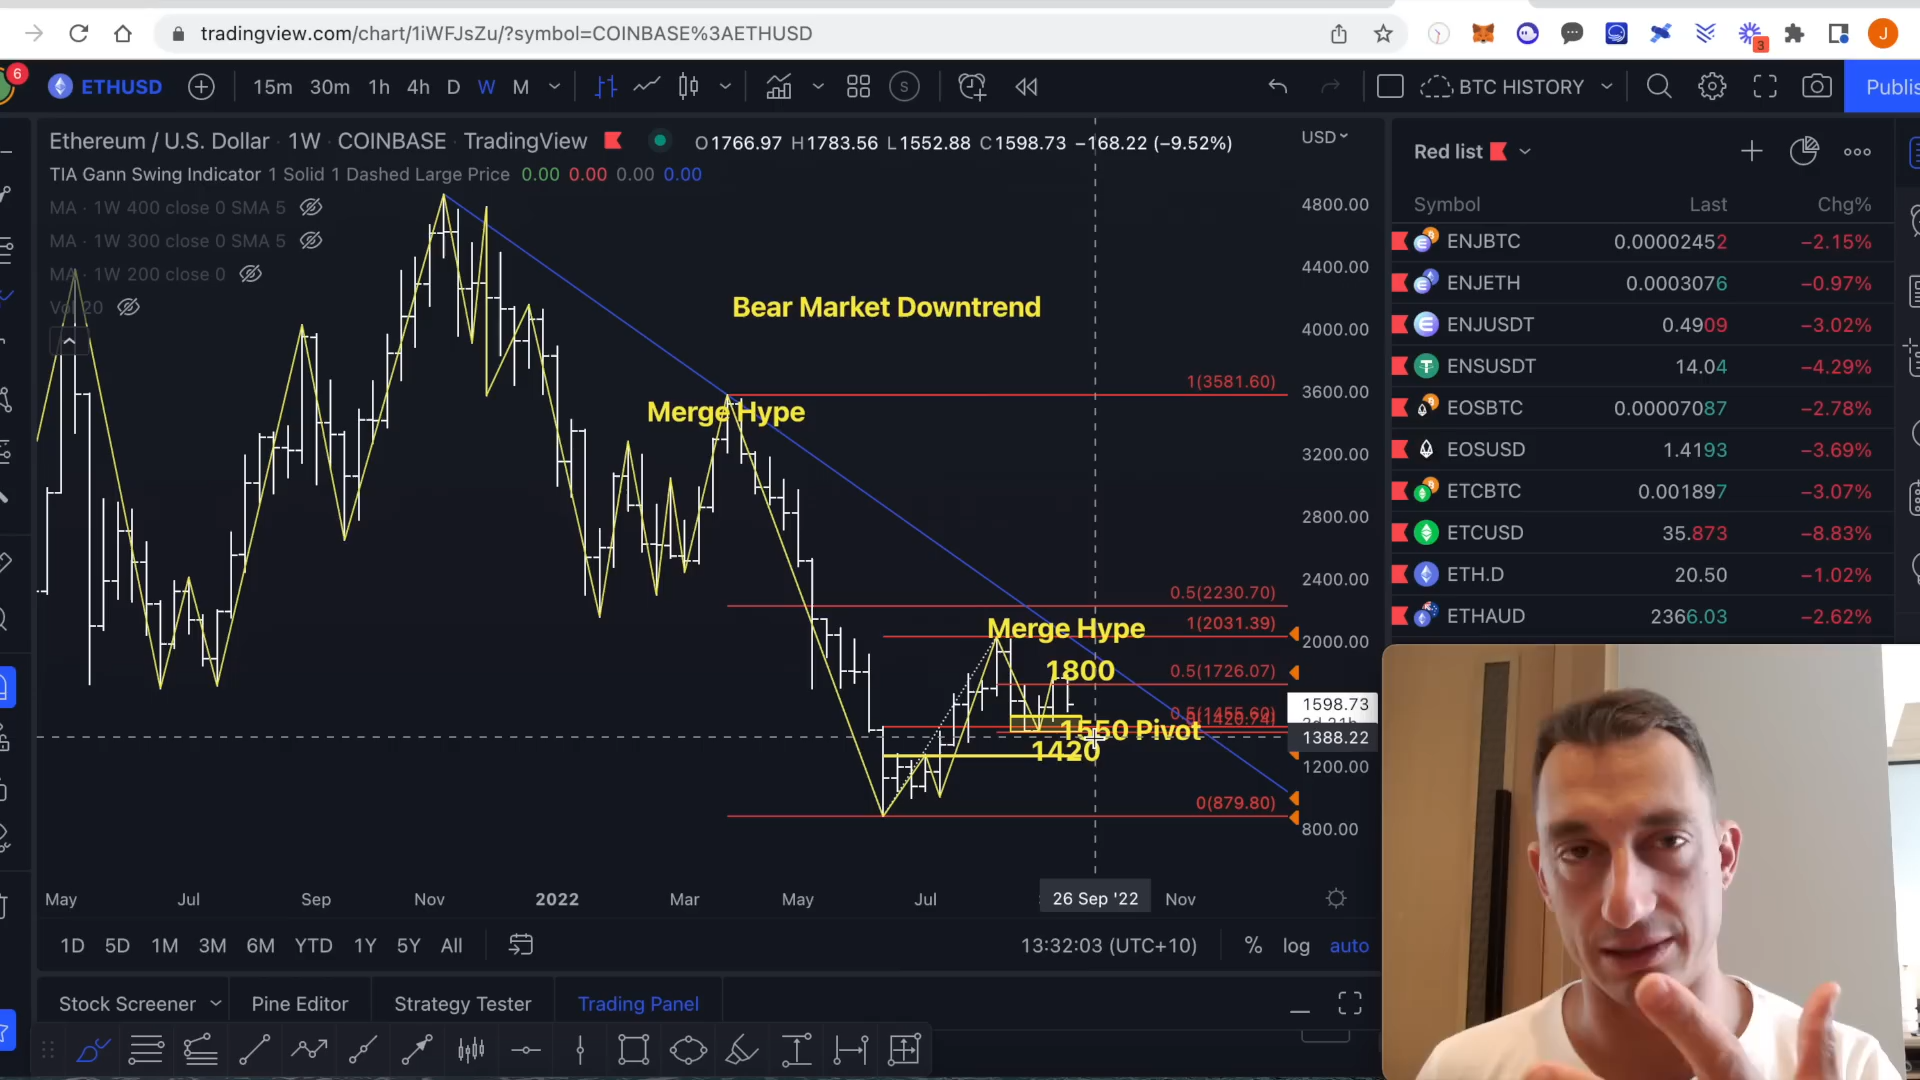 tradingview.com/chart/1iWFJsZu/?symbol=COINBASE%3AETHUSD
3
J
6
ETHUSD
15m 30m 1h 4h D W M
S
BTC HISTORY
Publis
Ethereum / U.S. Dollar · 1W · COINBASE · TradingView
O1766.97 H1783.56 L1552.88 C1598.73 −168.22 (−9.52%)
USD
TIA Gann Swing Indicator 1 Solid 1 Dashed Large Price 0.00 0.00 0.00 0.00
MA · 1W 400 close 0 SMA 5
MA · 1W 300 close 0 SMA 5
MA · 1W 200 close 0
Vol 20
Bear Market Downtrend
Merge Hype
1(3581.60)
0.5(2230.70)
1(2031.39)
Merge Hype
1800
0.5(1726.07)
0.5(1455.60)
0(1420.74)
1550 Pivot
1420
0(879.80)
4800.00
4400.00
4000.00
3600.00
3200.00
2800.00
2400.00
2000.00
1598.73
1388.22
1200.00
800.00
May Jul Sep Nov 2022 Mar May Jul 26 Sep '22 Nov
1D 5D 1M 3M 6M YTD 1Y 5Y All
13:32:03 (UTC+10) % log auto
Stock Screener Pine Editor Strategy Tester Trading Panel
Red list
Symbol Last Chg%
ENJBTC 0.00002452 −2.15%
ENJETH 0.0003076 −0.97%
ENJUSDT 0.4909 −3.02%
ENSUSDT 14.04 −4.29%
EOSBTC 0.00007087 −2.78%
EOSUSD 1.4193 −3.69%
ETCBTC 0.001897 −3.07%
ETCUSD 35.873 −8.83%
ETH.D 20.50 −1.02%
ETHAUD 2366.03 −2.62%